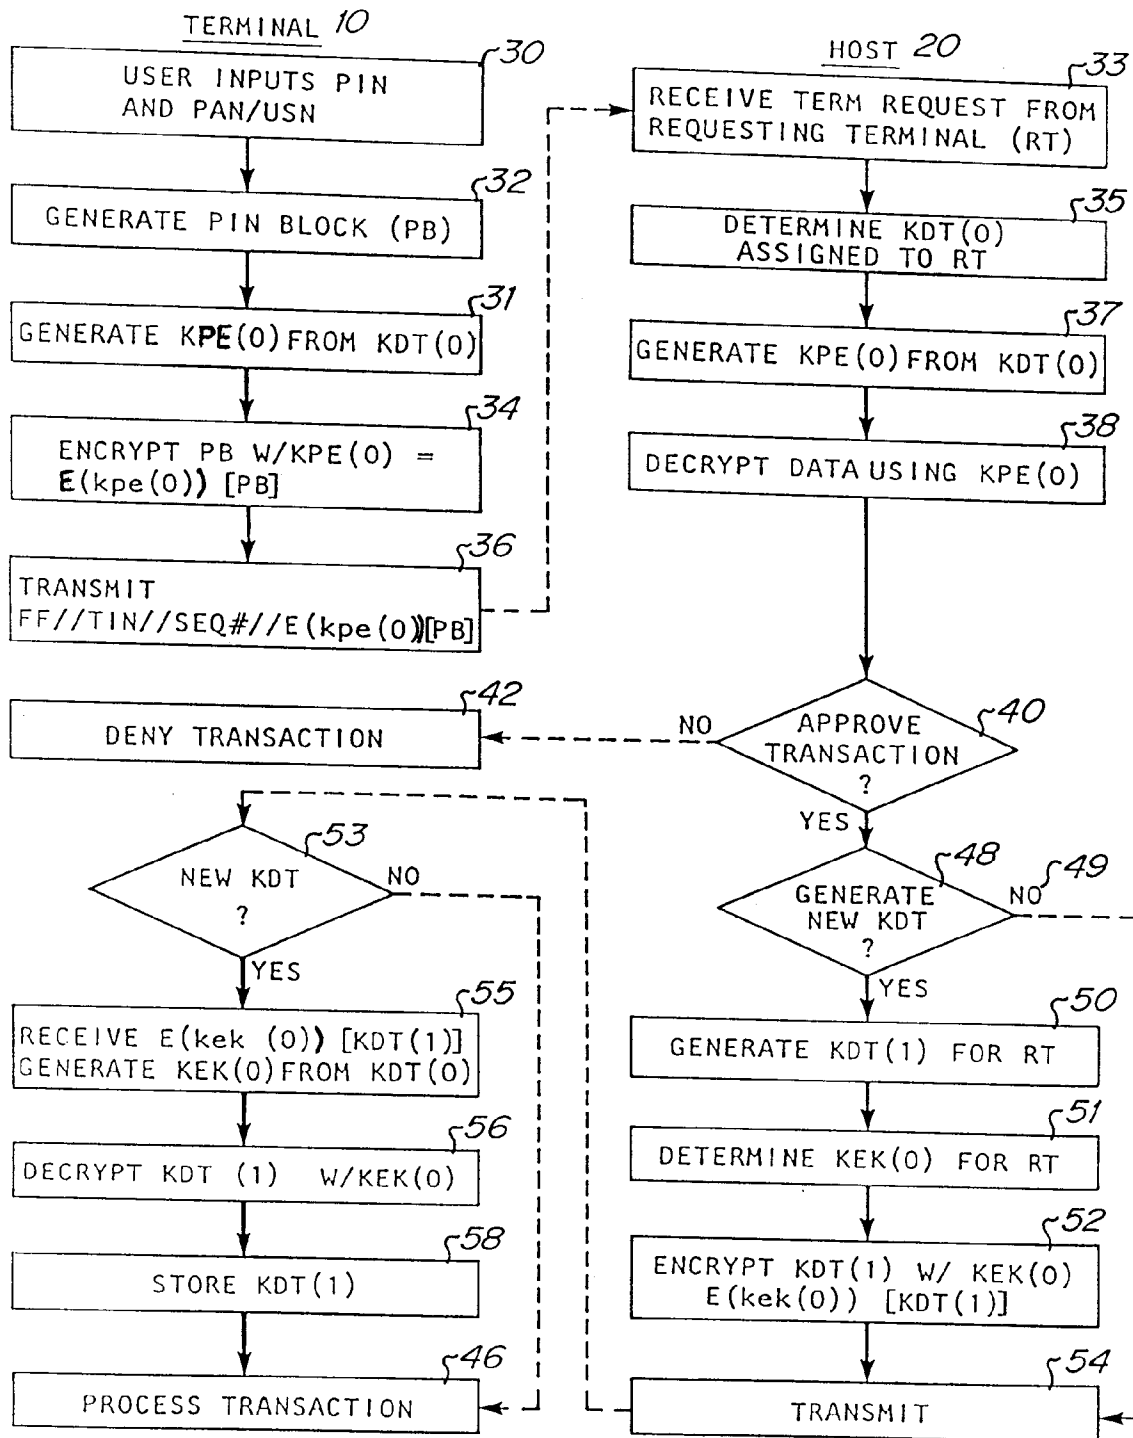 TERMINAL 10
30
USER INPUTS PIN
AND PAN/USN
32
GENERATE PIN BLOCK (PB)
31
GENERATE KPE(0) FROM KDT(0)
34
ENCRYPT PB W/KPE(0) =
E(kpe(0)) [PB]
36
TRANSMIT
FF//TIN//SEQ#//E(kpe(0))[PB]
42
DENY TRANSACTION
53
NEW KDT
?
NO
YES
55
RECEIVE E(kek (0)) [KDT(1)]
GENERATE KEK(0) FROM KDT(0)
56
DECRYPT KDT (1) W/KEK(0)
58
STORE KDT(1)
46
PROCESS TRANSACTION
HOST 20
33
RECEIVE TERM REQUEST FROM
REQUESTING TERMINAL (RT)
35
DETERMINE KDT(0)
ASSIGNED TO RT
37
GENERATE KPE(0) FROM KDT(0)
38
DECRYPT DATA USING KPE(0)
40
APPROVE
TRANSACTION
?
NO
YES
48
GENERATE
NEW KDT
?
NO 49
YES
50
GENERATE KDT(1) FOR RT
51
DETERMINE KEK(0) FOR RT
52
ENCRYPT KDT(1) W/ KEK(0)
E(kek(0)) [KDT(1)]
54
TRANSMIT